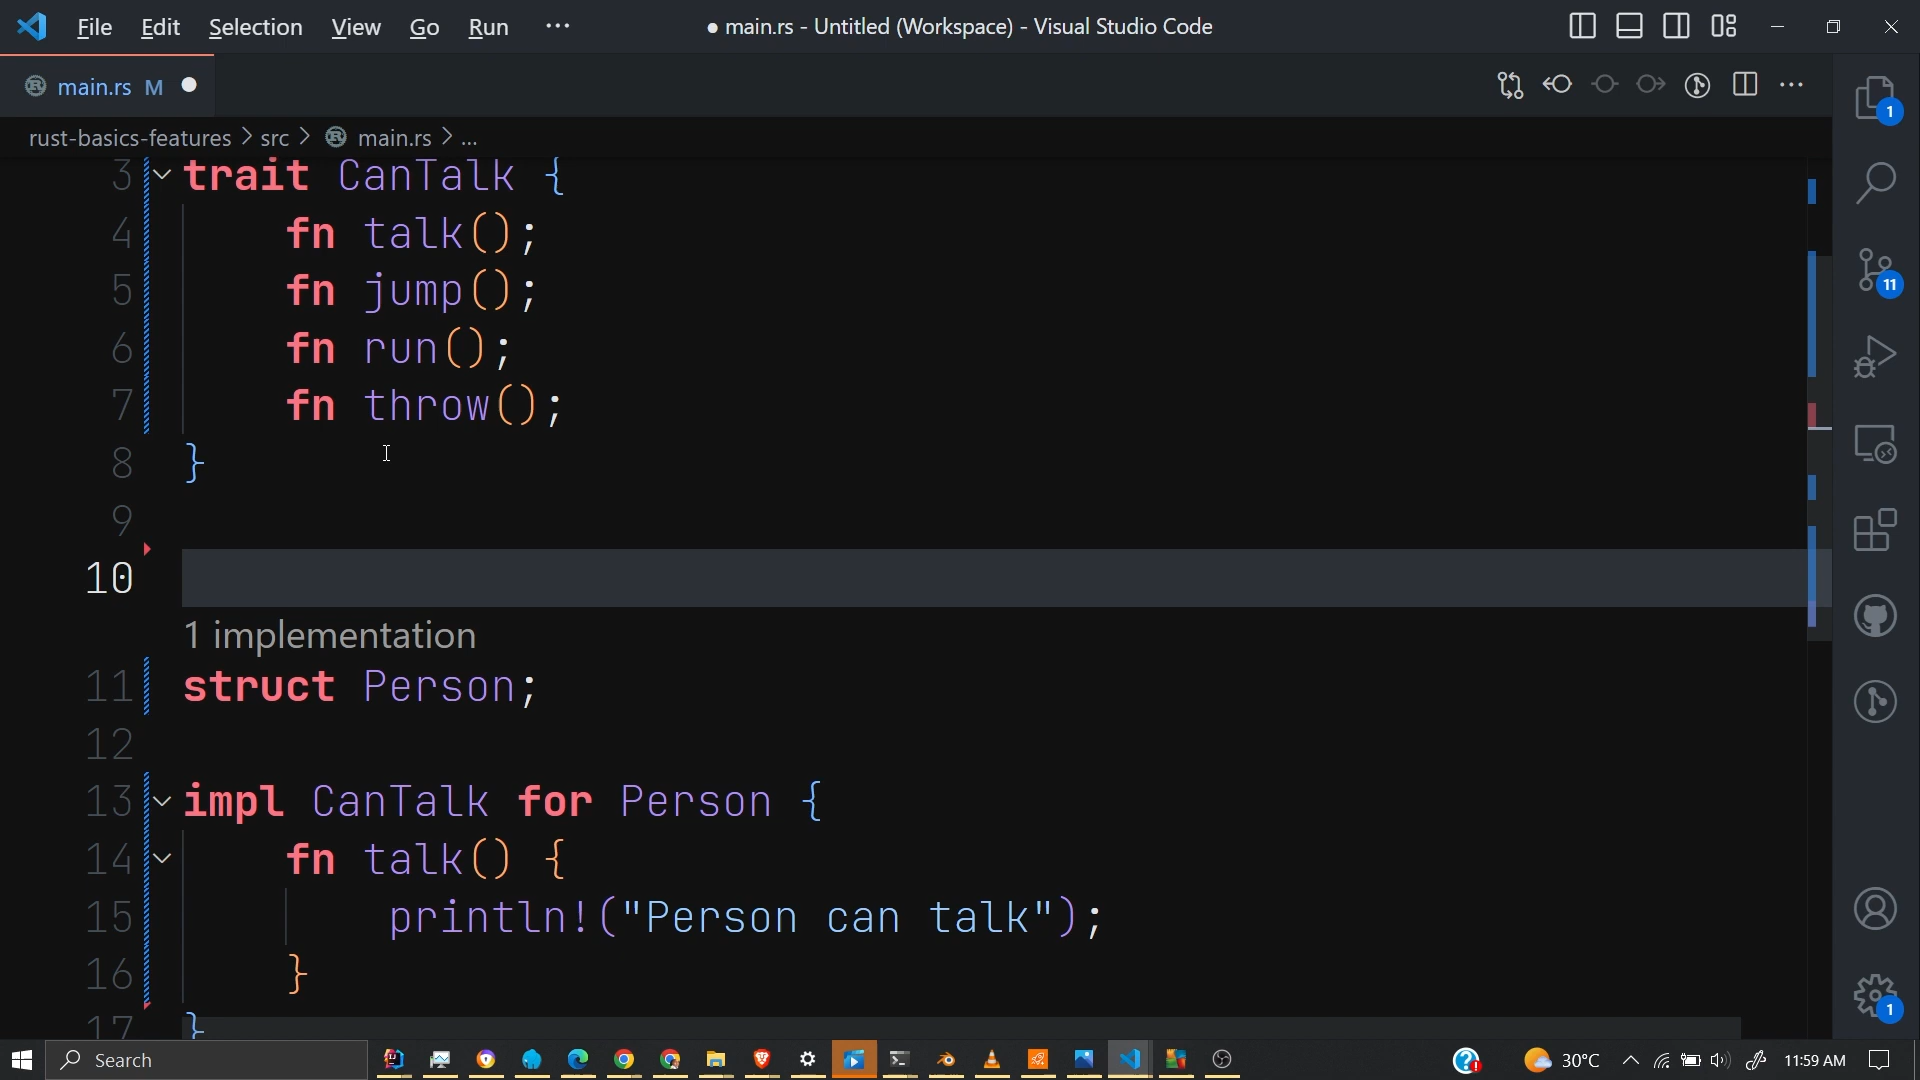 File Edit Selection View Go Run ··· ● main.rs - Untitled (Workspace) - Visual Studio Code
main.rs M ●
rust-basics-features > src > main.rs > ...
3 trait CanTalk {
4 fn talk();
5 fn jump();
6 fn run();
7 fn throw();
8 }
9
10
1 implementation
11 struct Person;
12
13 impl CanTalk for Person {
14 fn talk() {
15 println!("Person can talk");
16 }
17 }
1
11
1
Search 30°C 11:59 AM